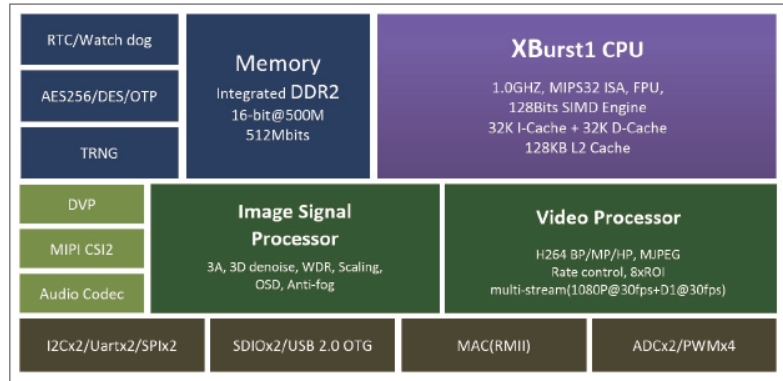 RTC/Watch dog
AES256/DES/OTP
TRNG
Memory
Integrated DDR2
16-bit@500M
512Mbits
XBurst1 CPU
1.0GHZ, MIPS32 ISA, FPU,
128Bits SIMD Engine
32K I-Cache + 32K D-Cache
128KB L2 Cache
DVP
MIPI CSI2
Audio Codec
Image Signal
Processor
3A, 3D denoise, WDR, Scaling,
OSD, Anti-fog
Video Processor
H264 BP/MP/HP, MJPEG
Rate control, 8xROI
multi-stream(1080P@30fps+D1@30fps)
I2Cx2/Uartx2/SPIx2
SDIOx2/USB 2.0 OTG
MAC(RMII)
ADCx2/PWMx4